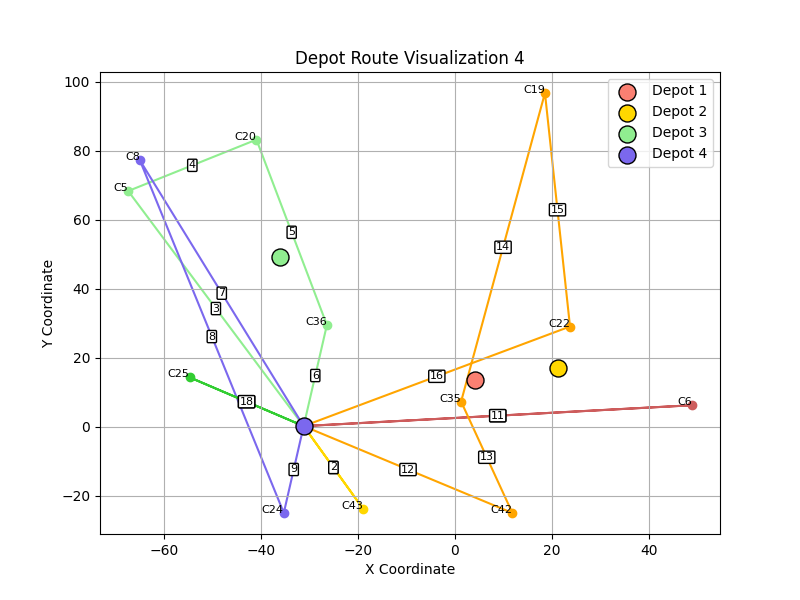 Depot Route Visualization 4
Depot 1
Depot 2
Depot 3
Depot 4
Y Coordinate
100
80
60
40
20
0
−20
C19
C20
C8
4
C5
15
5
14
7
3
C36
C22
8
C25
6
16
18
C35
C6
11
13
9
2
12
C43
C24
C42
−60
−40
−20
0
20
40
X Coordinate